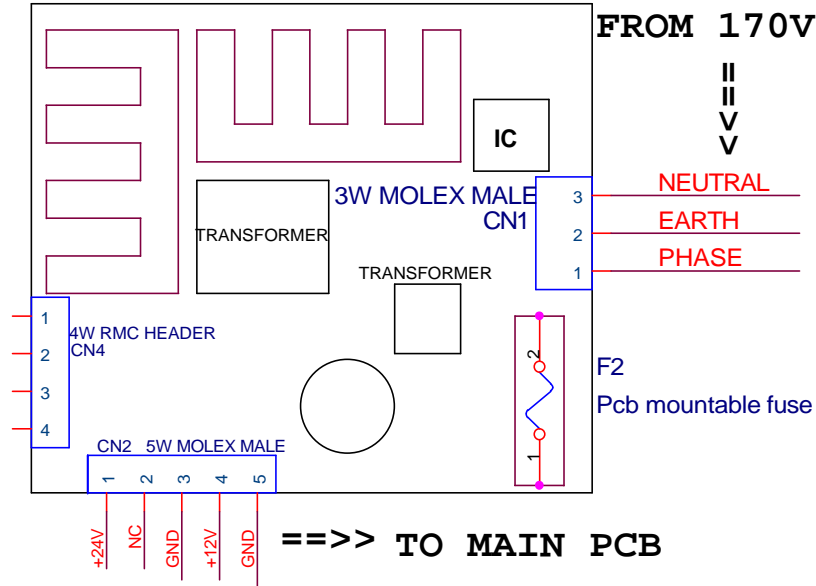 FROM 170V
==>>
IC
3W MOLEX MALE
CN1
3
NEUTRAL
2
EARTH
1
PHASE
TRANSFORMER
TRANSFORMER
1
2
3
4
4W RMC HEADER
CN4
2
1
F2
Pcb mountable fuse
CN2 5W MOLEX MALE
1 2 3 4 5
+24V NC GND +12V GND
==>> TO MAIN PCB